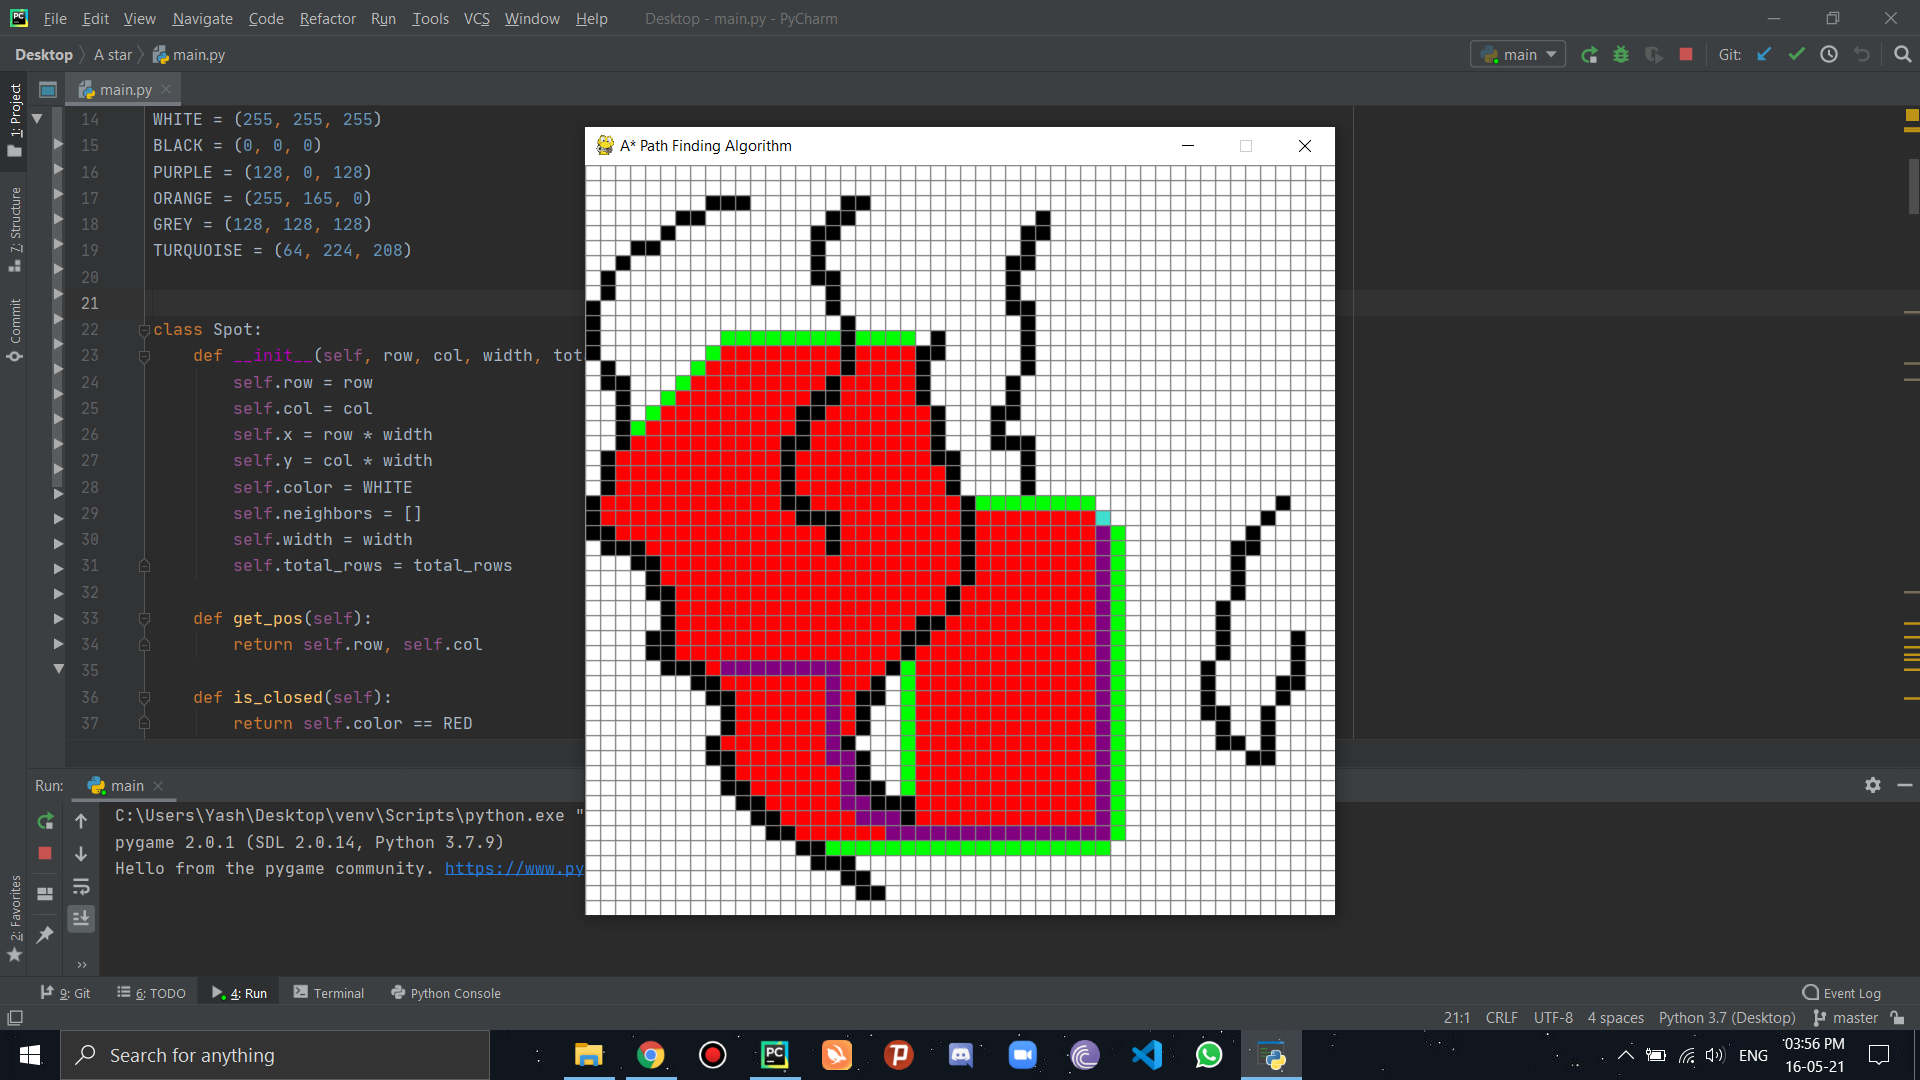 File Edit View Navigate Code Refactor Run Tools VCS Window Help Desktop - main.py - PyCharm
Desktop A star main.py main Git:
main.py
1: Project
7: Structure
Commit
2: Favorites
14 WHITE = (255, 255, 255)
15 BLACK = (0, 0, 0)
16 PURPLE = (128, 0, 128)
17 ORANGE = (255, 165, 0)
18 GREY = (128, 128, 128)
19 TURQUOISE = (64, 224, 208)
20
21
22 class Spot:
23 def __init__(self, row, col, width, tot
24 self.row = row
25 self.col = col
26 self.x = row * width
27 self.y = col * width
28 self.color = WHITE
29 self.neighbors = []
30 self.width = width
31 self.total_rows = total_rows
32
33 def get_pos(self):
34 return self.row, self.col
35
36 def is_closed(self):
37 return self.color == RED
A* Path Finding Algorithm
Run: main
C:\Users\Yash\Desktop\venv\Scripts\python.exe "
pygame 2.0.1 (SDL 2.0.14, Python 3.7.9)
Hello from the pygame community. https://www.py
9: Git 6: TODO 4: Run Terminal Python Console Event Log
21:1 CRLF UTF-8 4 spaces Python 3.7 (Desktop) master
Search for anything
ENG
03:56 PM
16-05-21